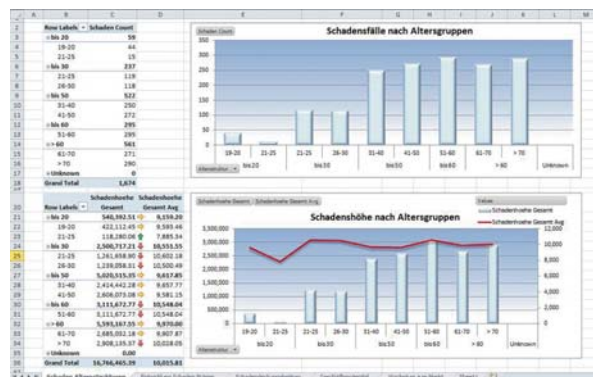 Row Labels Schaden Count
bis 20 59
19-20 44
21-25 15
bis 30 237
21-25 119
26-30 118
bis 50 522
31-40 250
41-50 272
bis 60 295
51-60 295
> 60 561
61-70 271
> 70 290
Unknown 0
Grand Total 1,674
Schaden Count
Schadensfälle nach Altersgruppen
350
300
250
200
150
100
50
0
19-20 21-25 21-25 26-30 31-40 41-50 51-60 61-70 > 70
bis20 bis30 bis50 bis60 > 60 Unknown
Altersstruktur
Schadenhoehe Schadenhoehe
Row Labels Gesamt Gesamt Avg
bis 20 540,392.51 9,159.20
19-20 422,112.45 9,593.46
21-25 118,280.06 7,885.34
bis 30 2,500,717.21 10,551.55
21-25 1,261,658.90 10,602.18
26-30 1,239,058.31 10,500.49
bis 50 5,020,515.35 9,617.85
31-40 2,414,442.28 9,657.77
41-50 2,606,073.08 9,581.15
bis 60 3,111,672.77 10,548.04
51-60 3,111,672.77 10,548.04
> 60 5,593,167.55 9,970.00
61-70 2,685,032.18 9,907.87
> 70 2,908,135.37 10,018.05
Unknown 0.00
Grand Total 16,766,465.39 10,015.81
Schadenhoehe Gesamt Schadenhoehe Gesamt Avg
Values
Schadenshöhe nach Altersgruppen
Schadenhoehe Gesamt
Schadenhoehe Gesamt Avg
3,500,000
3,000,000
2,500,000
2,000,000
1,500,000
1,000,000
500,000
0
12,000
10,000
8,000
6,000
4,000
2,000
0
19-20 21-25 21-25 26-30 31-40 41-50 51-60 61-70 > 70
bis20 bis30 bis50 bis60 > 60 Unknown
Altersstruktur